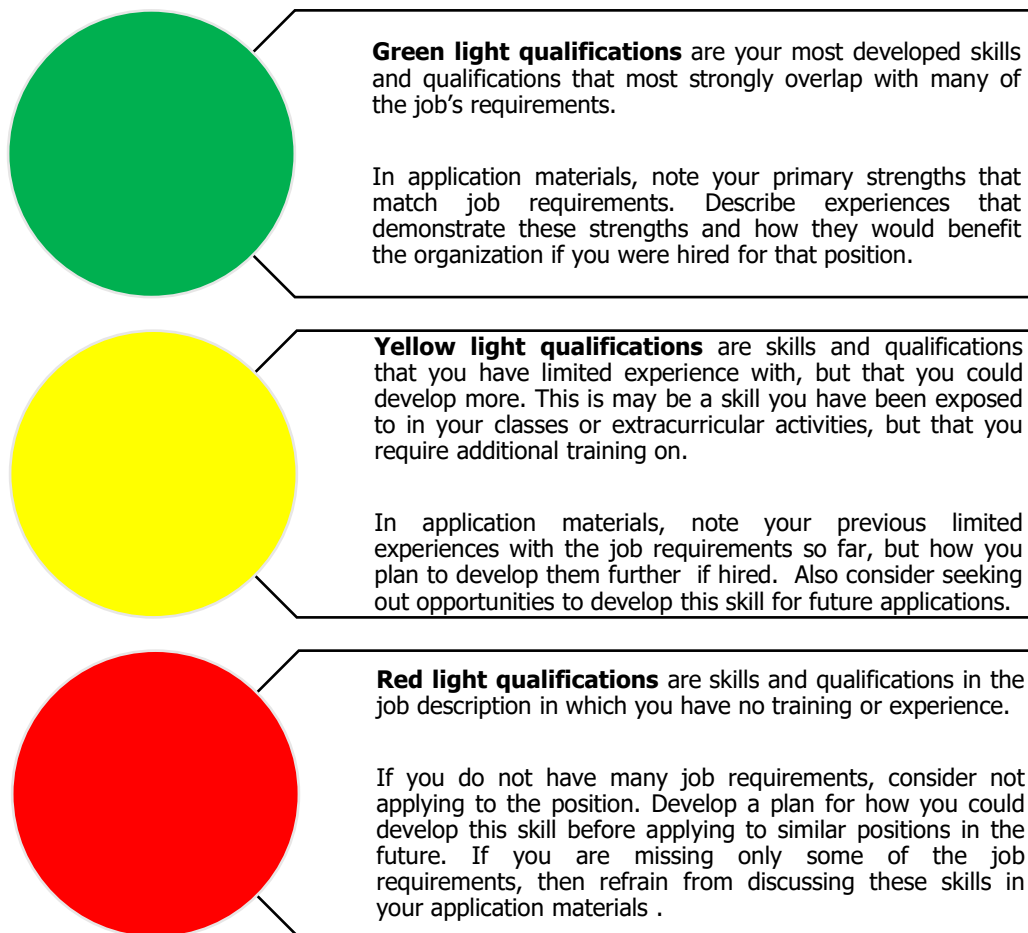 Green light qualifications are your most developed skills
and qualifications that most strongly overlap with many of
the job’s requirements.
In application materials, note your primary strengths that
match job requirements. Describe experiences that
demonstrate these strengths and how they would benefit
the organization if you were hired for that position.
Yellow light qualifications are skills and qualifications
that you have limited experience with, but that you could
develop more. This is may be a skill you have been exposed
to in your classes or extracurricular activities, but that you
require additional training on.
In application materials, note your previous limited
experiences with the job requirements so far, but how you
plan to develop them further if hired. Also consider seeking
out opportunities to develop this skill for future applications.
Red light qualifications are skills and qualifications in the
job description in which you have no training or experience.
If you do not have many job requirements, consider not
applying to the position. Develop a plan for how you could
develop this skill before applying to similar positions in the
future. If you are missing only some of the job
requirements, then refrain from discussing these skills in
your application materials .